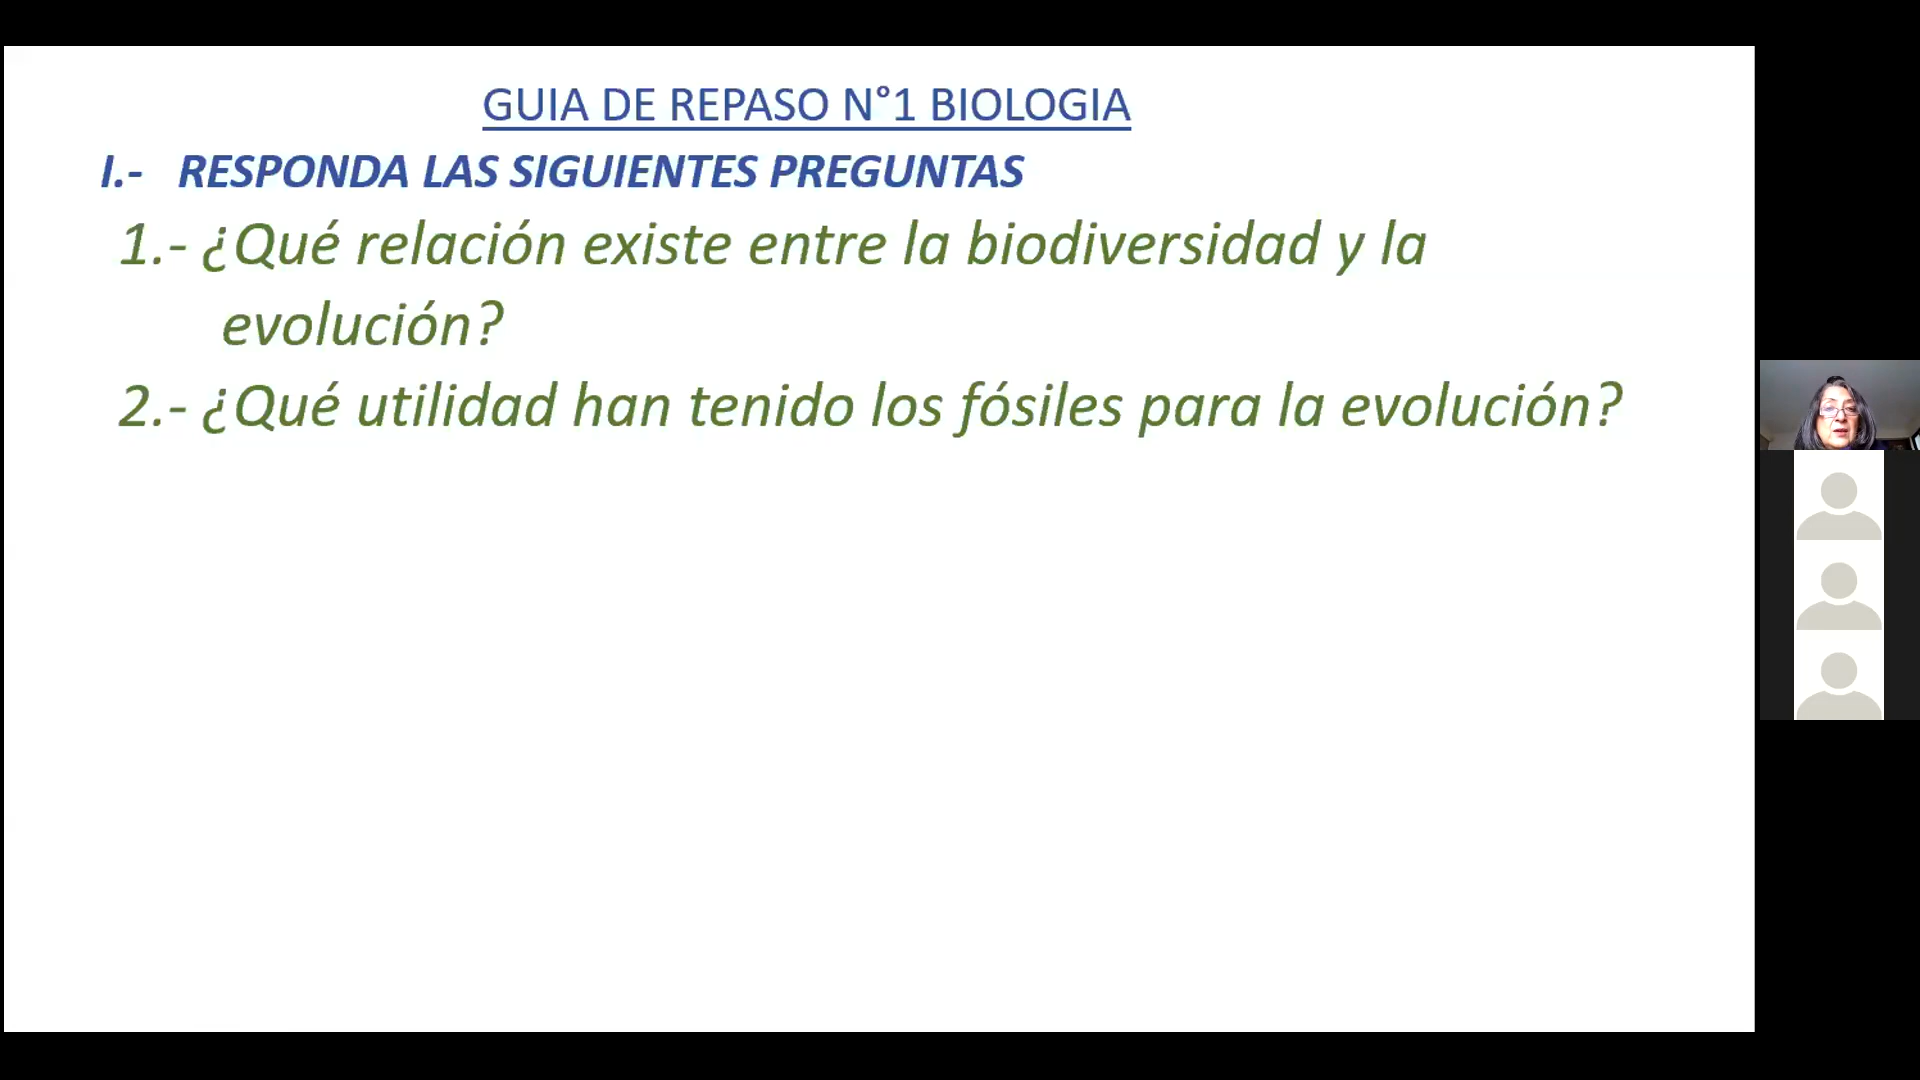 GUIA DE REPASO N°1 BIOLOGIA
I.- RESPONDA LAS SIGUIENTES PREGUNTAS
1.- ¿Qué relación existe entre la biodiversidad y la
evolución?
2.- ¿Qué utilidad han tenido los fósiles para la evolución?